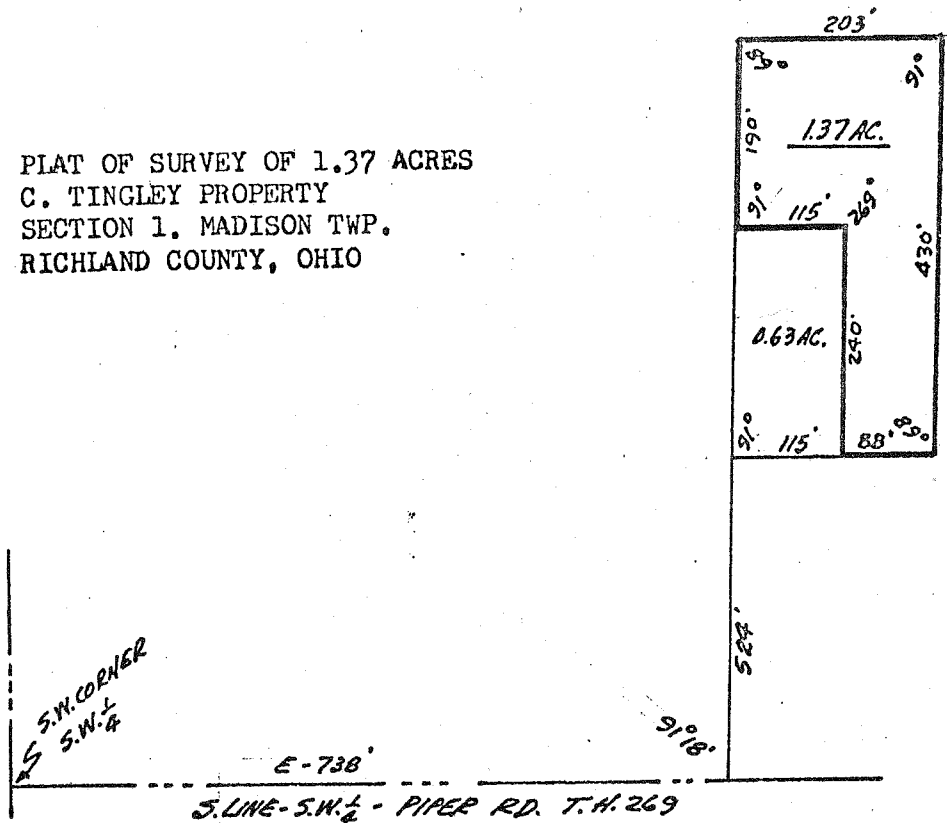 203'
89°
91°
190'
1.37 AC.
PLAT OF SURVEY OF 1.37 ACRES
C. TINGLEY PROPERTY
SECTION 1. MADISON TWP.
RICHLAND COUNTY, OHIO
91°
115'
269°
430'
0.63 AC.
240'
91°
115'
88'
89°
524'
S.W. CORNER
S.W. 1/4
91°18'
E - 738'
S. LINE - S.W. 1/4 - PIPER RD. T.H. 269